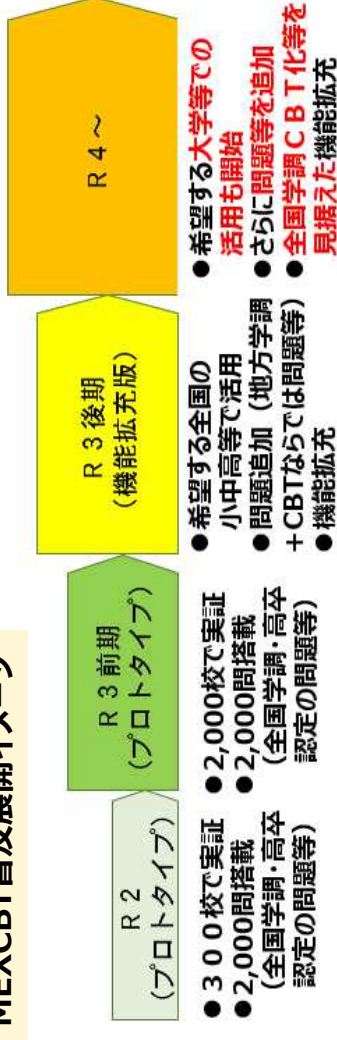 MEXCBT普及展開イメージ
R2
(プロトタイプ)
●300校で実証
●2,000問搭載
(全国学調・高卒
認定の問題等)
R3前期
(プロトタイプ)
●2,000校で実証
●2,000問搭載
(全国学調・高卒
認定の問題等)
R3後期
(機能拡充版)
●希望する全国の
小中高等で活用
●問題追加(地方学調
+CBTならでは問題等)
●機能拡充
R4~
●希望する大学等での
活用も開始
●さらに問題等を追加
●全国学調CBT化等を
見据えた機能拡充